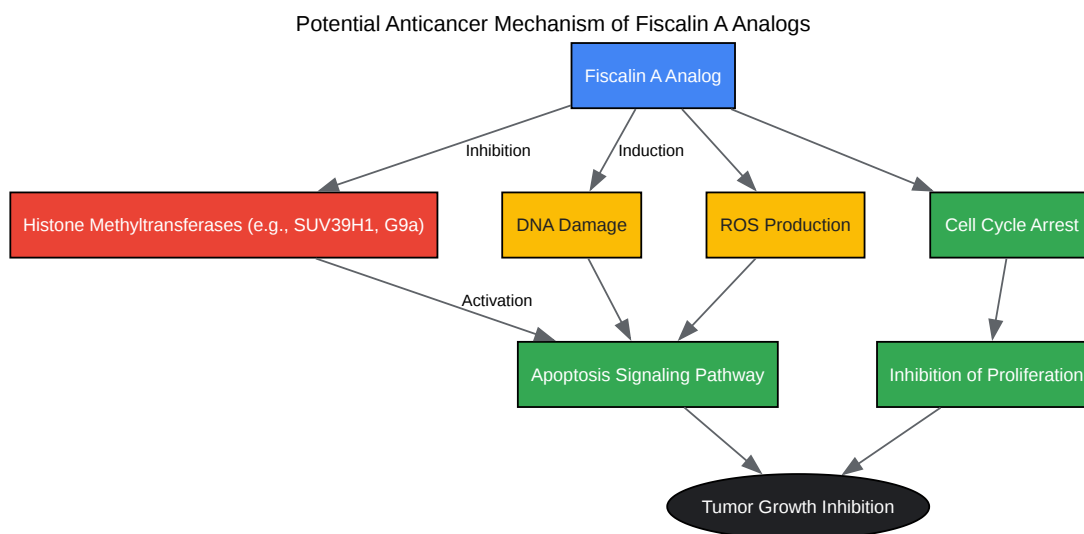 Potential Anticancer Mechanism of Fiscalin A Analogs
Fiscalin A Analog
Inhibition
Induction
Histone Methyltransferases (e.g., SUV39H1, G9a)
DNA Damage
ROS Production
Cell Cycle Arrest
Activation
Apoptosis Signaling Pathway
Inhibition of Proliferation
Tumor Growth Inhibition